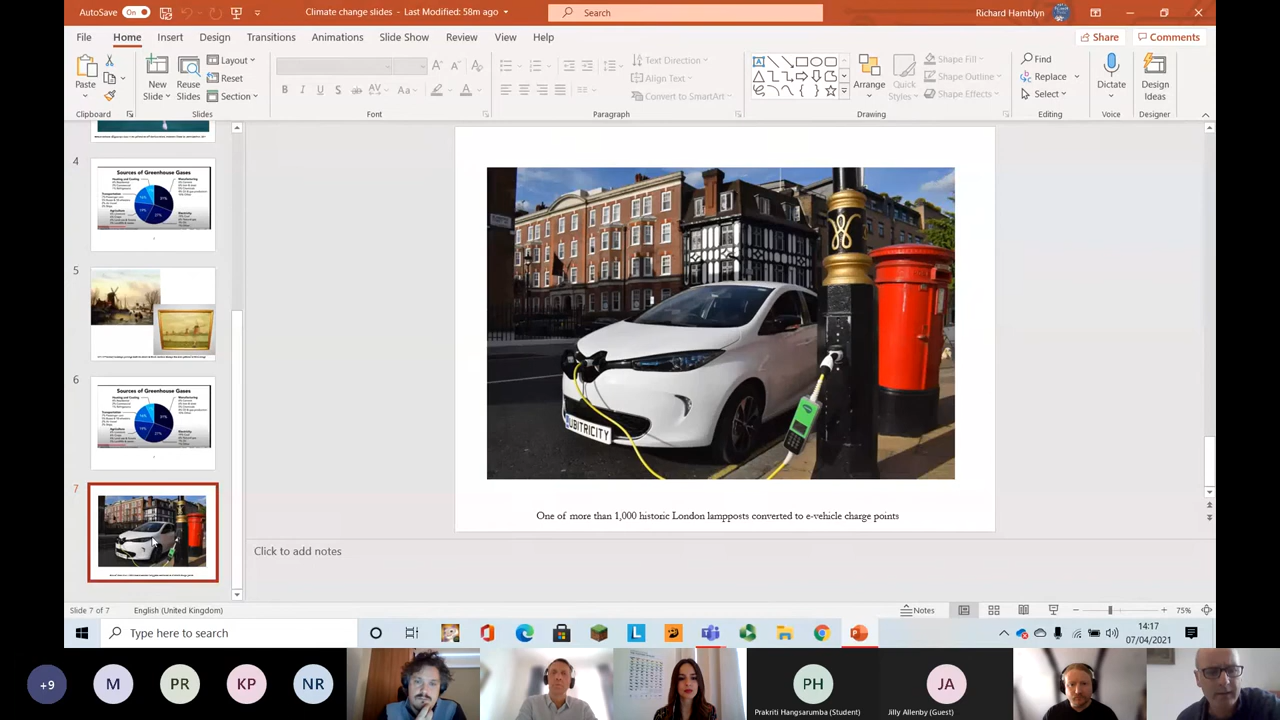 AutoSave On
Climate change slides - Last Modified: 58m ago
Search
Richard Hamblyn
File Home Insert Design Transitions Animations Slide Show Review View Help
Share Comments
Paste
New Slide
Reuse Slides
Layout
Reset
Section
Text Direction
Align Text
Convert to SmartArt
Arrange
Quick Styles
Shape Fill
Shape Outline
Shape Effects
Find
Replace
Select
Dictate
Design Ideas
Clipboard Slides Font Paragraph Drawing Editing Voice Designer
4
Sources of Greenhouse Gases
5
6
Sources of Greenhouse Gases
7
UBITRICITY
One of more than 1,000 historic London lampposts converted to e-vehicle charge points
Click to add notes
Slide 7 of 7 English (United Kingdom) Notes 75%
Type here to search
14:17
07/04/2021
+9 M PR KP NR PH JA
Prakriti Hangsarumba (Student) Jilly Allenby (Guest)